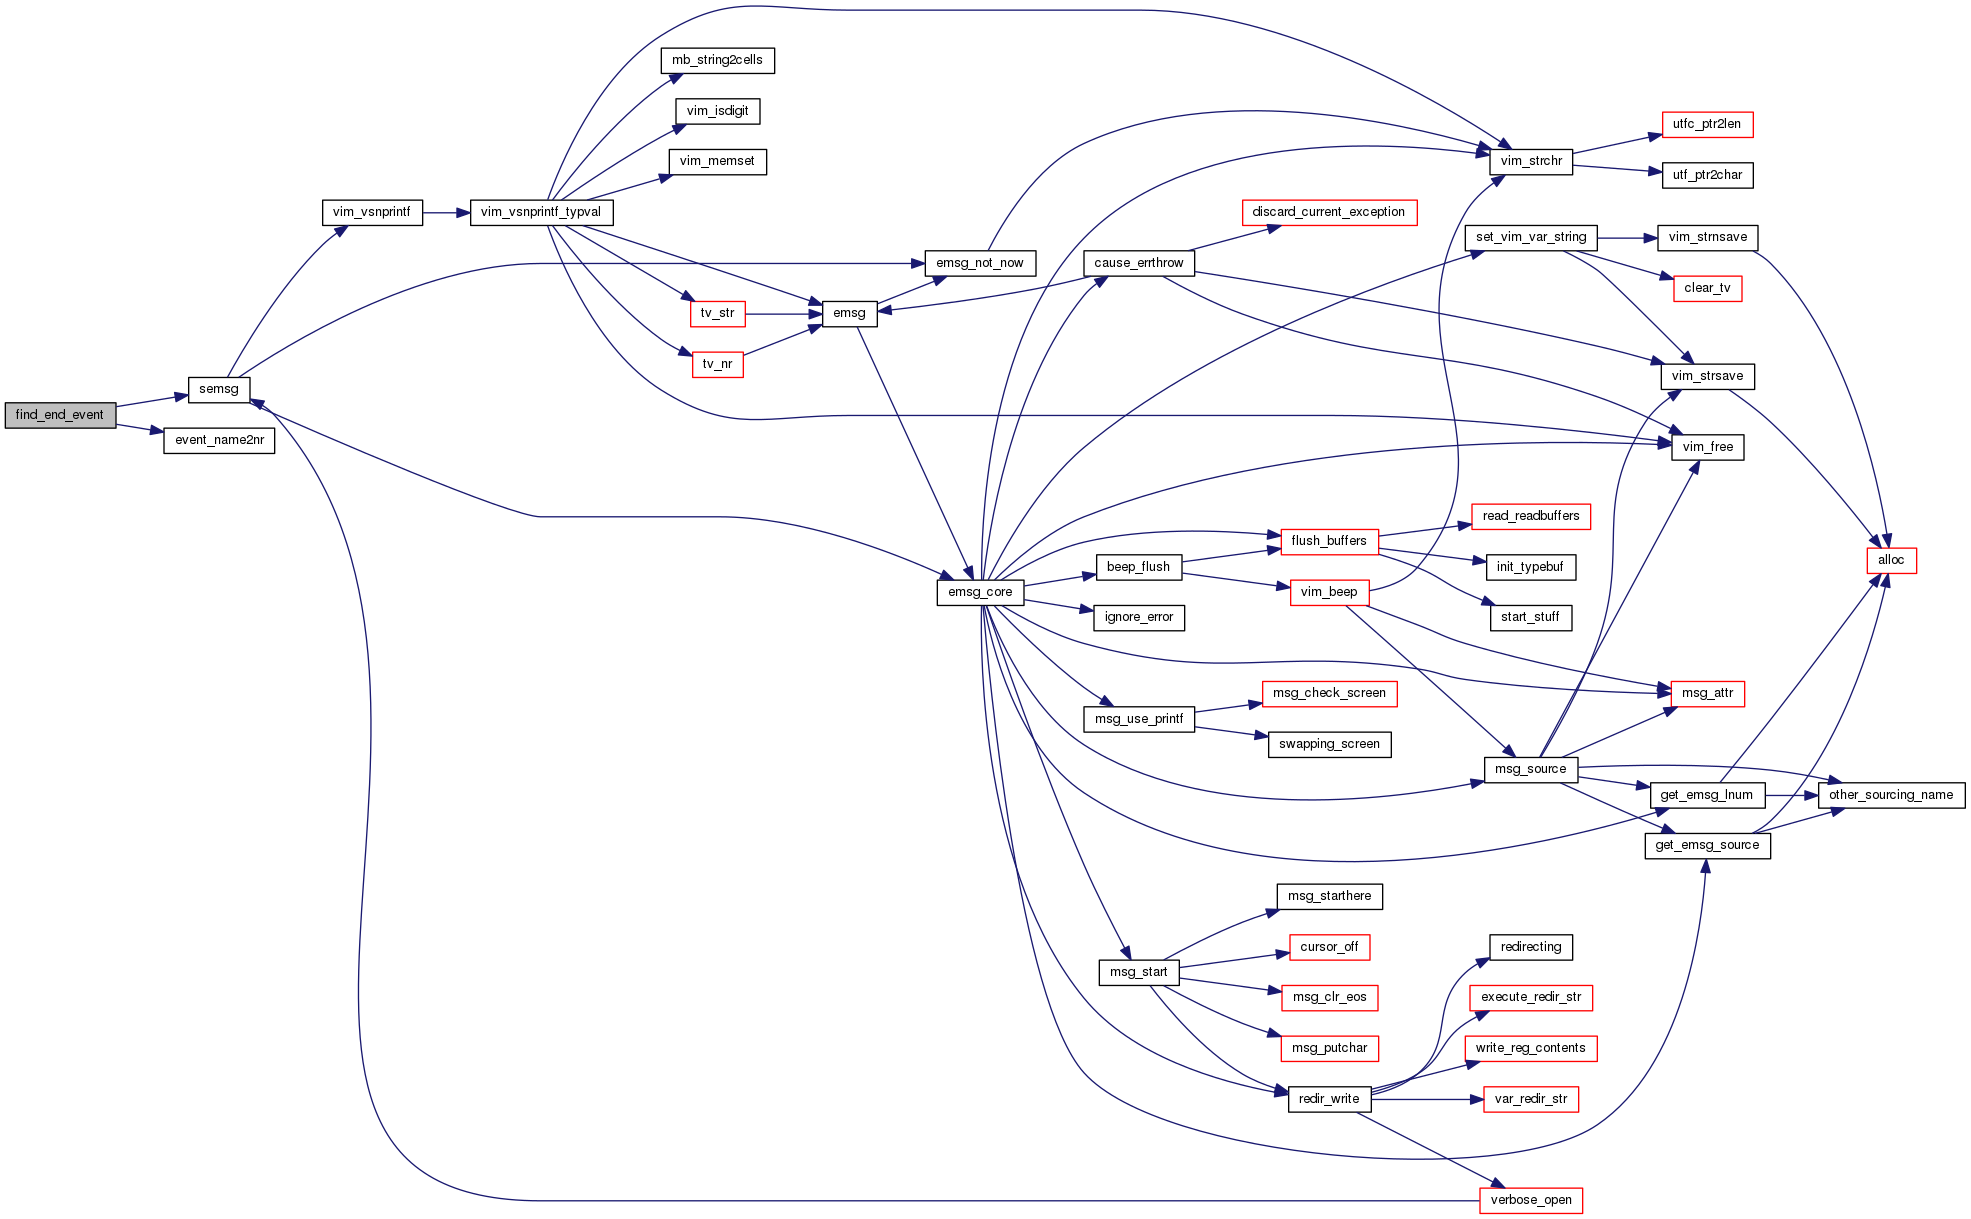 find_end_event
semsg
event_name2nr
vim_vsnprintf
vim_vsnprintf_typval
mb_string2cells
vim_isdigit
vim_memset
tv_str
tv_nr
emsg
emsg_not_now
emsg_core
cause_errthrow
beep_flush
ignore_error
msg_use_printf
msg_start
discard_current_exception
flush_buffers
vim_beep
msg_check_screen
swapping_screen
msg_starthere
cursor_off
msg_clr_eos
msg_putchar
redir_write
vim_strchr
set_vim_var_string
read_readbuffers
init_typebuf
start_stuff
msg_source
redirecting
execute_redir_str
write_reg_contents
var_redir_str
verbose_open
utfc_ptr2len
utf_ptr2char
vim_strnsave
clear_tv
vim_strsave
vim_free
msg_attr
get_emsg_lnum
get_emsg_source
alloc
other_sourcing_name